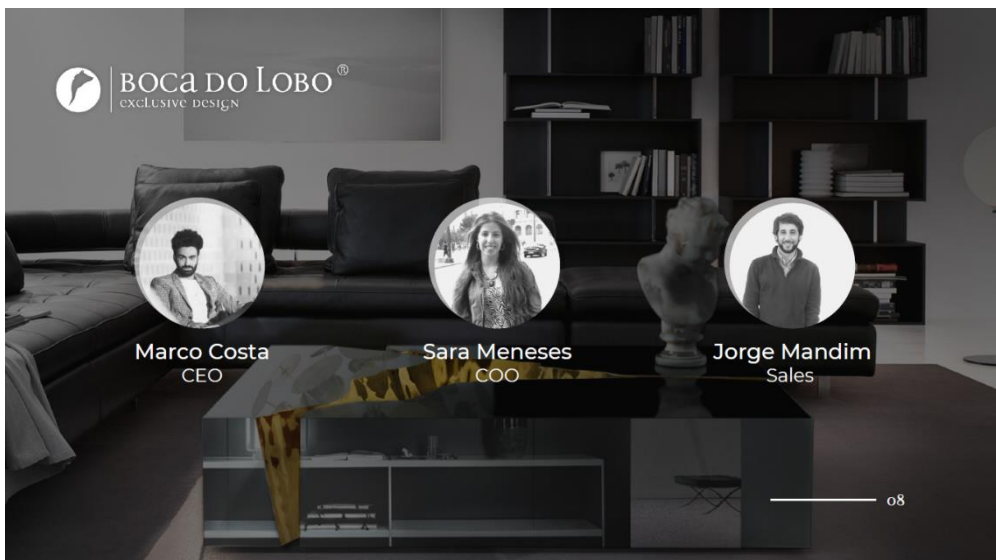 BOCA DO LOBO®
EXCLUSIVE DESIGN
Marco Costa
CEO
Sara Meneses
COO
Jorge Mandim
Sales
08